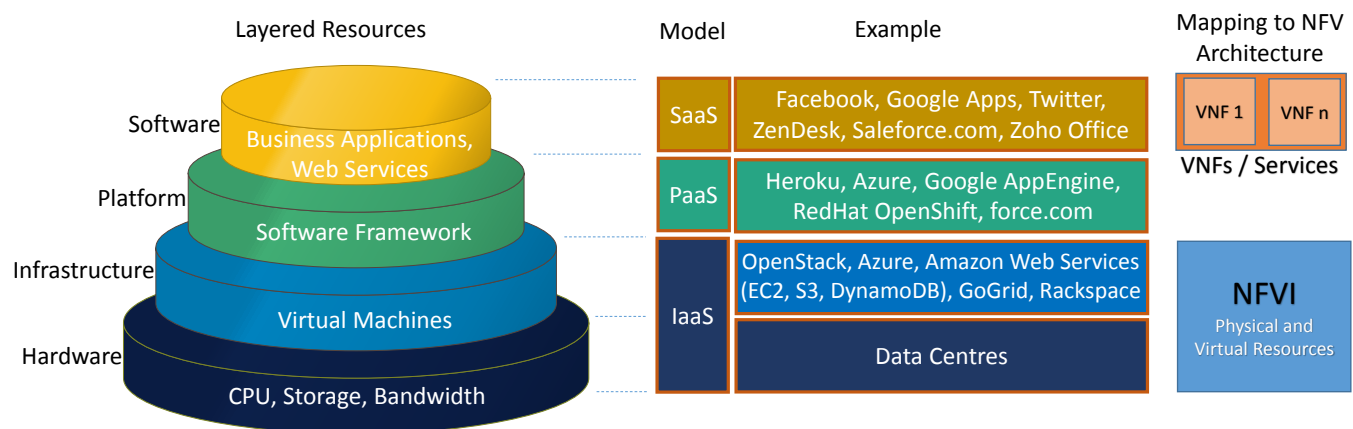 Layered Resources
Model
Example
Mapping to NFV
Architecture
Software
Business Applications,
Web Services
SaaS
Facebook, Google Apps, Twitter,
ZenDesk, Saleforce.com, Zoho Office
VNF 1
VNF n
VNFs / Services
Platform
Software Framework
PaaS
Heroku, Azure, Google AppEngine,
RedHat OpenShift, force.com
Infrastructure
Virtual Machines
IaaS
OpenStack, Azure, Amazon Web Services
(EC2, S3, DynamoDB), GoGrid, Rackspace
NFVI
Physical and
Virtual Resources
Hardware
CPU, Storage, Bandwidth
Data Centres